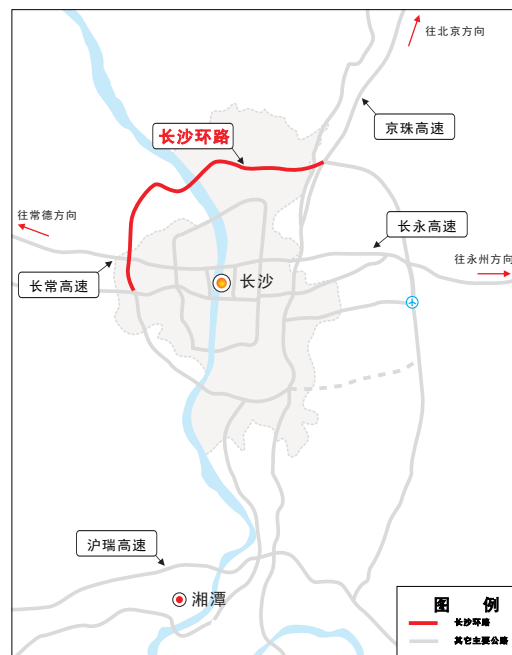 往北京方向
京珠高速
长沙环路
往常德方向
长永高速
往永州方向
长常高速
长沙
沪瑞高速
湘潭
图 例
长沙环路
其它主要公路